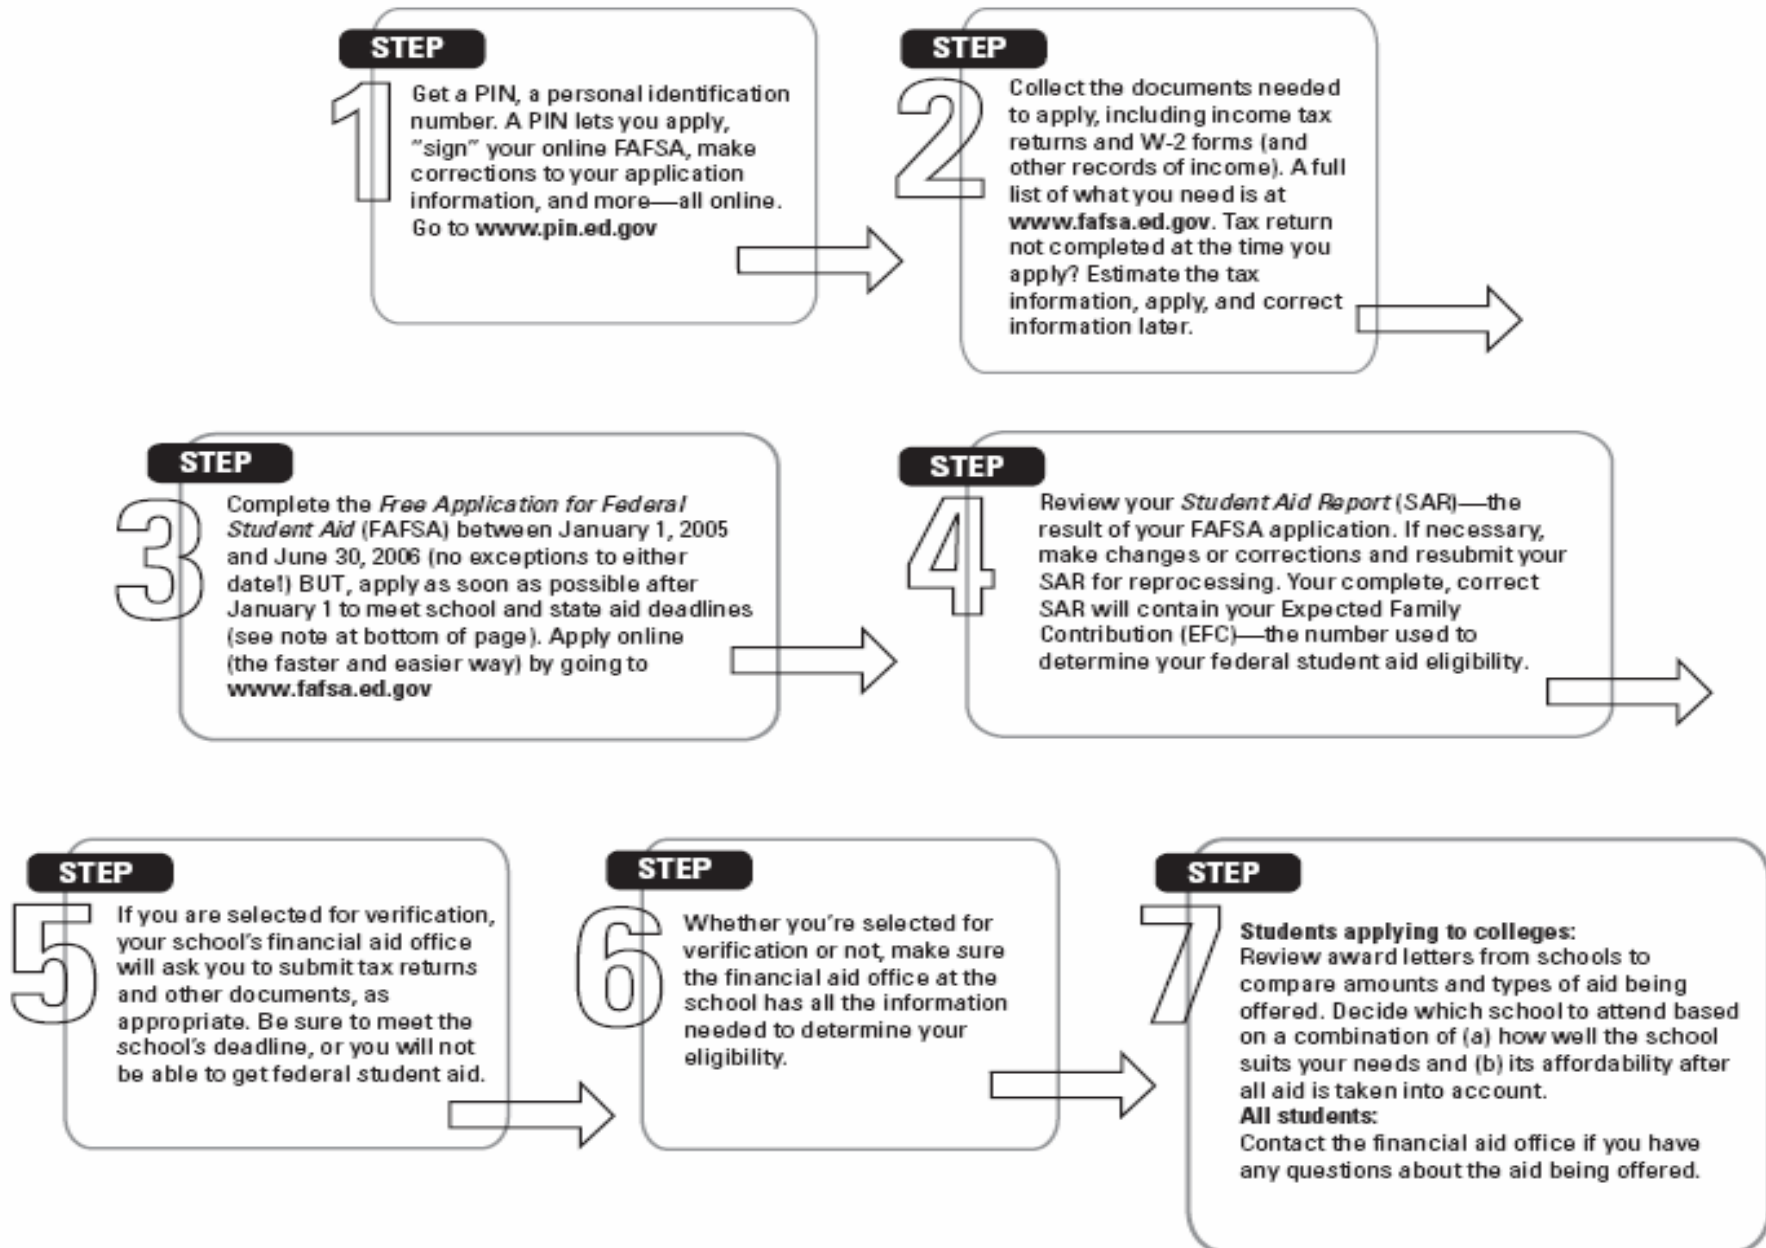 STEP
1
Get a PIN, a personal identification
number. A PIN lets you apply,
"sign" your online FAFSA, make
corrections to your application
information, and more—all online.
Go to www.pin.ed.gov
STEP
2
Collect the documents needed
to apply, including income tax
returns and W-2 forms (and
other records of income). A full
list of what you need is at
www.fafsa.ed.gov. Tax return
not completed at the time you
apply? Estimate the tax
information, apply, and correct
information later.
STEP
3
Complete the Free Application for Federal
Student Aid (FAFSA) between January 1, 2005
and June 30, 2006 (no exceptions to either
date!) BUT, apply as soon as possible after
January 1 to meet school and state aid deadlines
(see note at bottom of page). Apply online
(the faster and easier way) by going to
www.fafsa.ed.gov
STEP
4
Review your Student Aid Report (SAR)—the
result of your FAFSA application. If necessary,
make changes or corrections and resubmit your
SAR for reprocessing. Your complete, correct
SAR will contain your Expected Family
Contribution (EFC)—the number used to
determine your federal student aid eligibility.
STEP
5
If you are selected for verification,
your school's financial aid office
will ask you to submit tax returns
and other documents, as
appropriate. Be sure to meet the
school's deadline, or you will not
be able to get federal student aid.
STEP
6
Whether you're selected for
verification or not, make sure
the financial aid office at the
school has all the information
needed to determine your
eligibility.
STEP
7
Students applying to colleges:
Review award letters from schools to
compare amounts and types of aid being
offered. Decide which school to attend based
on a combination of (a) how well the school
suits your needs and (b) its affordability after
all aid is taken into account.
All students:
Contact the financial aid office if you have
any questions about the aid being offered.